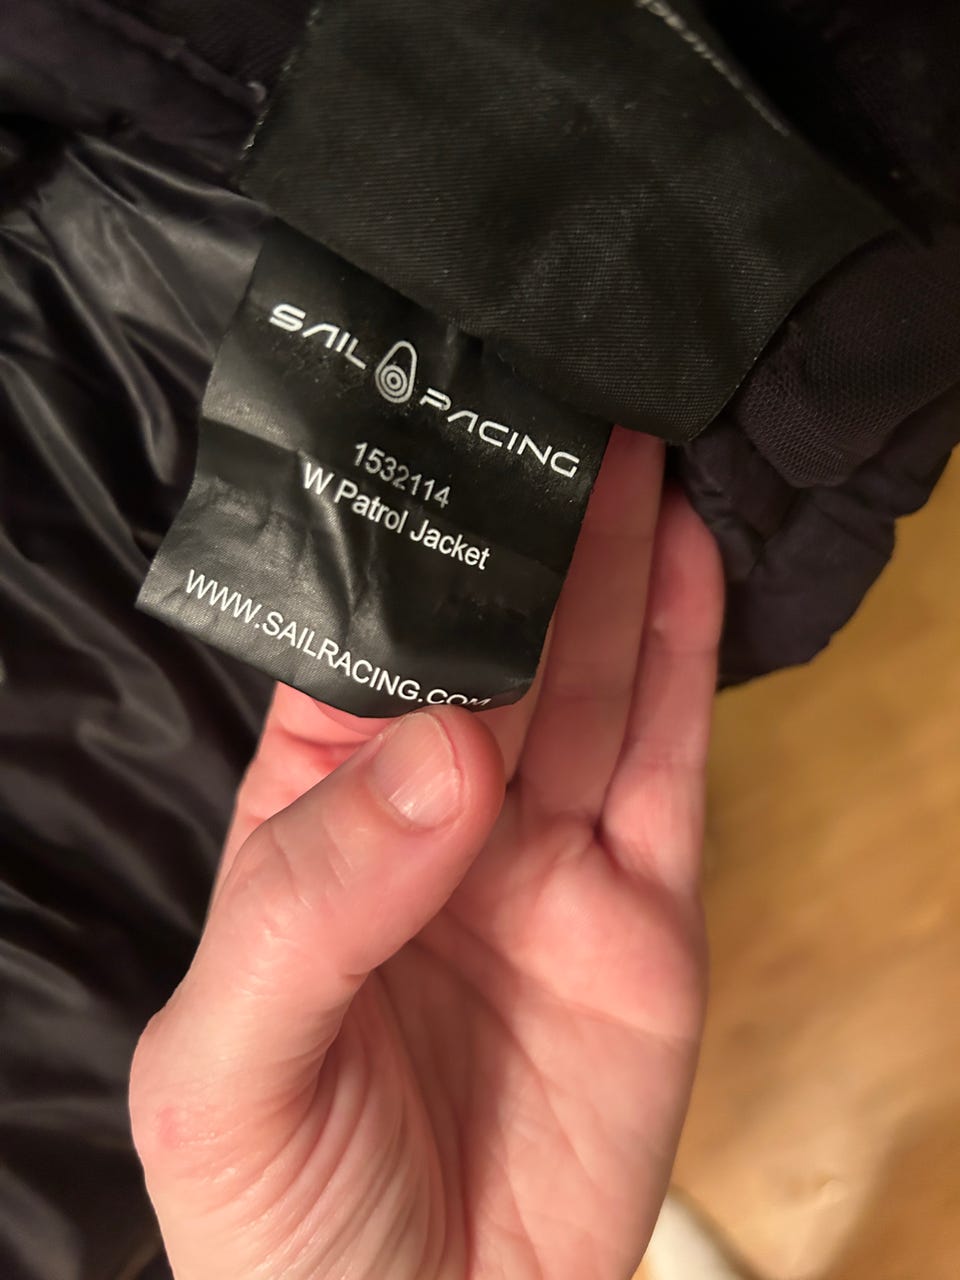 SAIL RACING
1532114
W Patrol Jacket
WWW.SAILRACING.COM